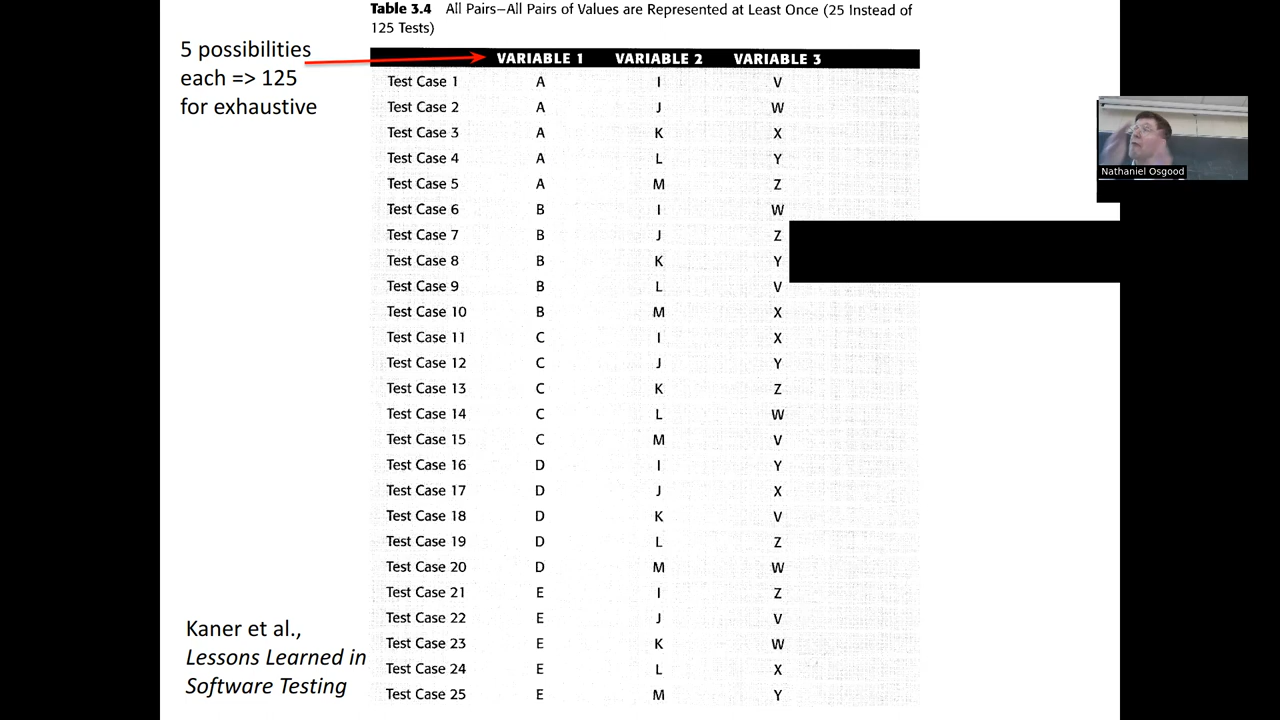 Table 3.4 All Pairs—All Pairs of Values are Represented at Least Once (25 Instead of
125 Tests)
5 possibilities
each => 125
for exhaustive
VARIABLE 1 VARIABLE 2 VARIABLE 3
Test Case 1 A I V
Test Case 2 A J W
Test Case 3 A K X
Test Case 4 A L Y
Test Case 5 A M Z
Test Case 6 B I W
Test Case 7 B J Z
Test Case 8 B K Y
Test Case 9 B L V
Test Case 10 B M X
Test Case 11 C I X
Test Case 12 C J Y
Test Case 13 C K Z
Test Case 14 C L W
Test Case 15 C M V
Test Case 16 D I Y
Test Case 17 D J X
Test Case 18 D K V
Test Case 19 D L Z
Test Case 20 D M W
Test Case 21 E I Z
Test Case 22 E J V
Test Case 23 E K W
Test Case 24 E L X
Test Case 25 E M Y
Kaner et al.,
Lessons Learned in
Software Testing
Nathaniel Osgood